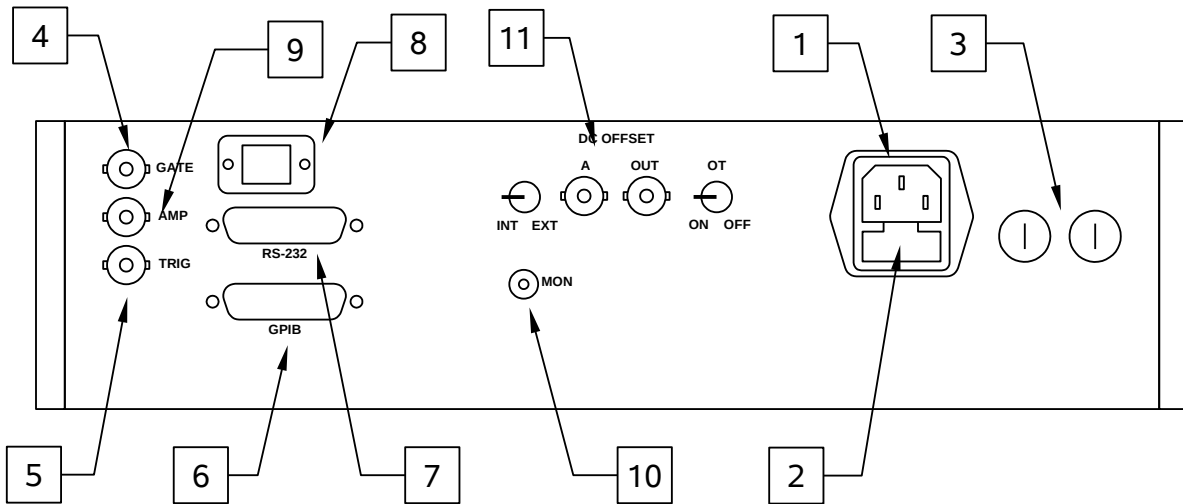 4
9
8
11
1
3
DC OFFSET
GATE
A
OUT
OT
AMP
INT EXT
ON OFF
RS-232
TRIG
MON
GPIB
5
6
7
10
2